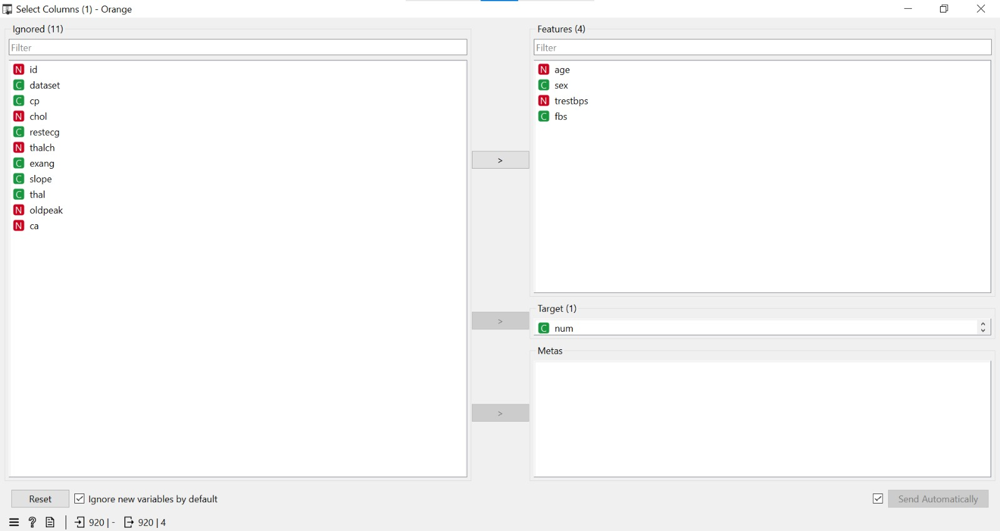 Select Columns (1) - Orange
Ignored (11)
Filter
N id
C dataset
C cp
N chol
C restecg
N thalch
C exang
C slope
C thal
N oldpeak
N ca
>
>
>
Features (4)
Filter
N age
C sex
N trestbps
C fbs
Target (1)
C num
Metas
Reset
Ignore new variables by default
Send Automatically
? 920 | - 920 | 4